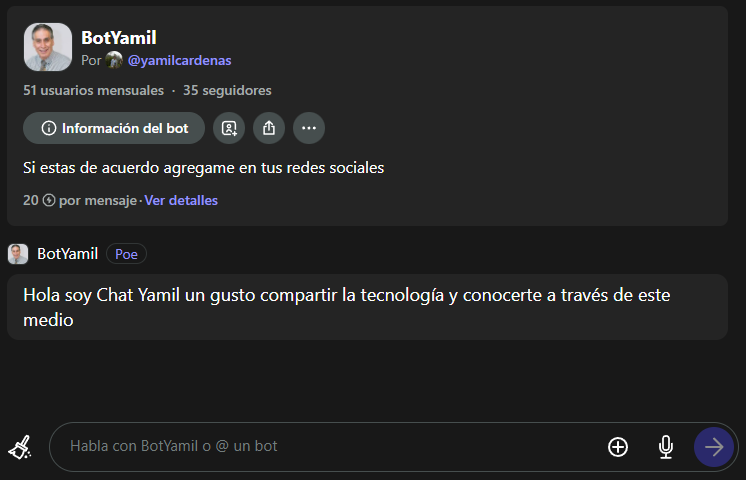 BotYamil
Por @yamilcardenas
51 usuarios mensuales · 35 seguidores
Información del bot
Si estas de acuerdo agregame en tus redes sociales
20 por mensaje · Ver detalles
BotYamil Poe
Hola soy Chat Yamil un gusto compartir la tecnología y conocerte a través de este
medio
Habla con BotYamil o @ un bot